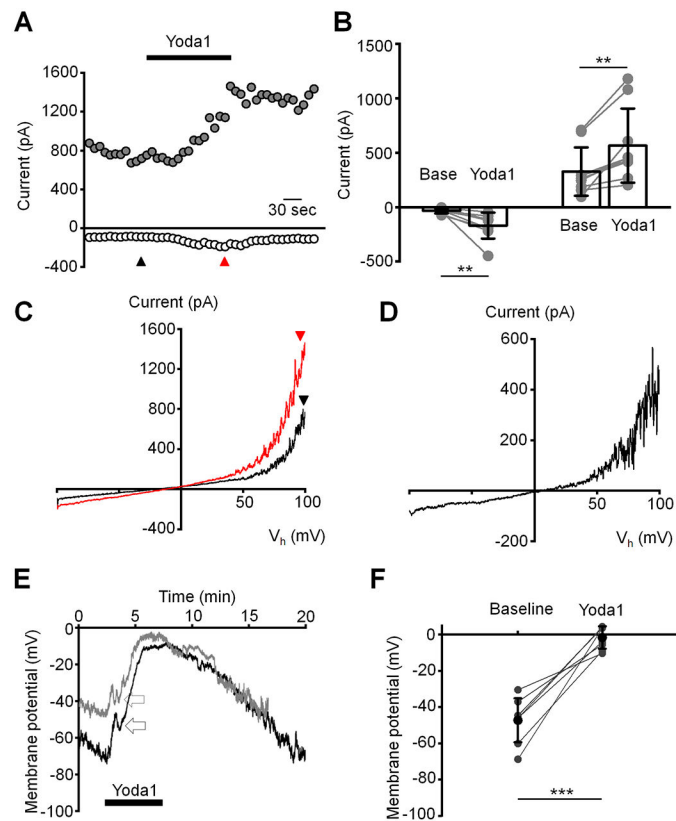 A
Yoda1
1600
1200
800
400
0
-400
Current (pA)
30 sec
B
1500
1000
500
0
-500
Current (pA)
**
Base
Yoda1
Base
Yoda1
**
C
Current (pA)
1600
1200
800
400
-400
50
100
Vh (mV)
D
Current (pA)
600
400
200
-200
50
100
Vh (mV)
E
Time (min)
0
5
10
15
20
0
-20
-40
-60
-80
-100
Membrane potential (mV)
Yoda1
F
Baseline
Yoda1
0
-20
-40
-60
-80
-100
Membrane potential (mV)
***